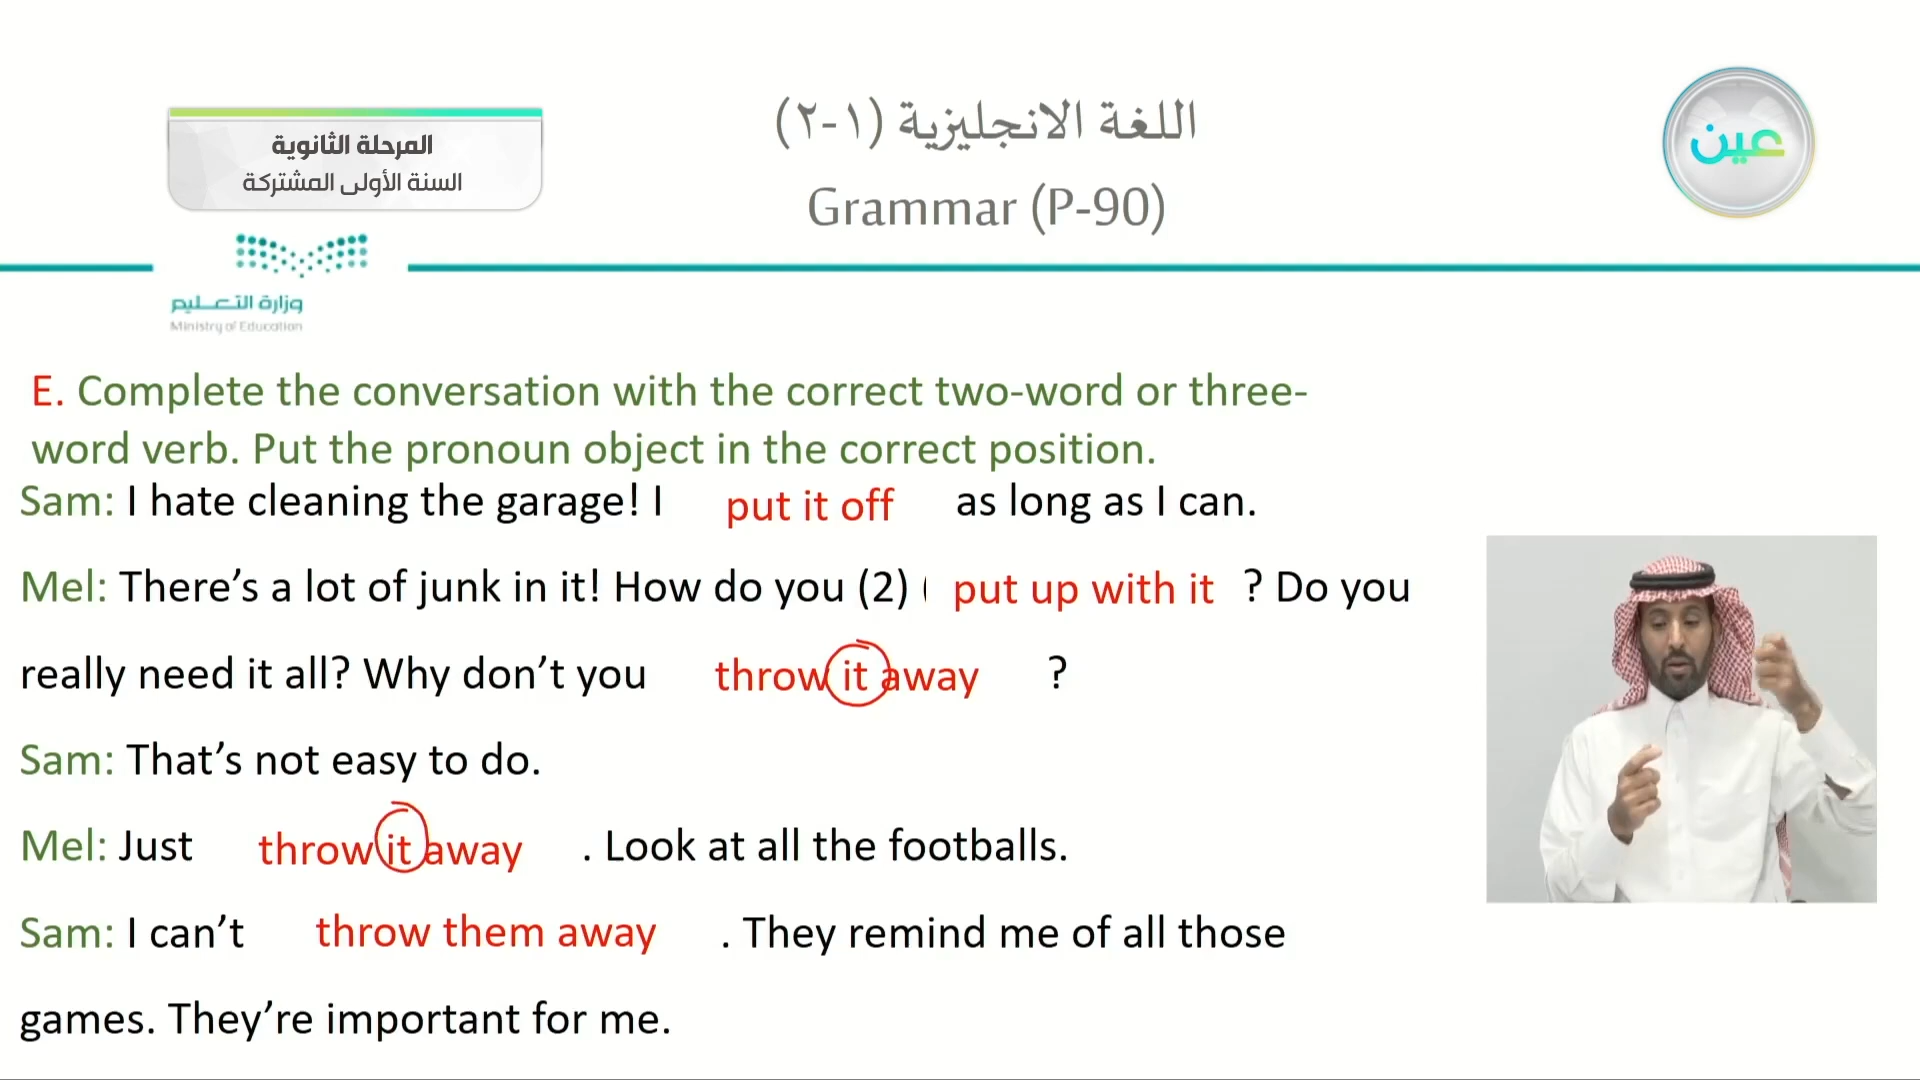 اللغة الانجليزية (١-٢)
Grammar (P-90)
المرحلة الثانوية
السنة الأولى المشتركة
عين
وزارة التعليم
Ministry of Education
E. Complete the conversation with the correct two-word or three-
word verb. Put the pronoun object in the correct position.
Sam: I hate cleaning the garage! I put it off as long as I can.
Mel: There’s a lot of junk in it! How do you (2) ( put up with it ? Do you
really need it all? Why don’t you throw it away ?
Sam: That’s not easy to do.
Mel: Just throw it away . Look at all the footballs.
Sam: I can’t throw them away . They remind me of all those
games. They’re important for me.